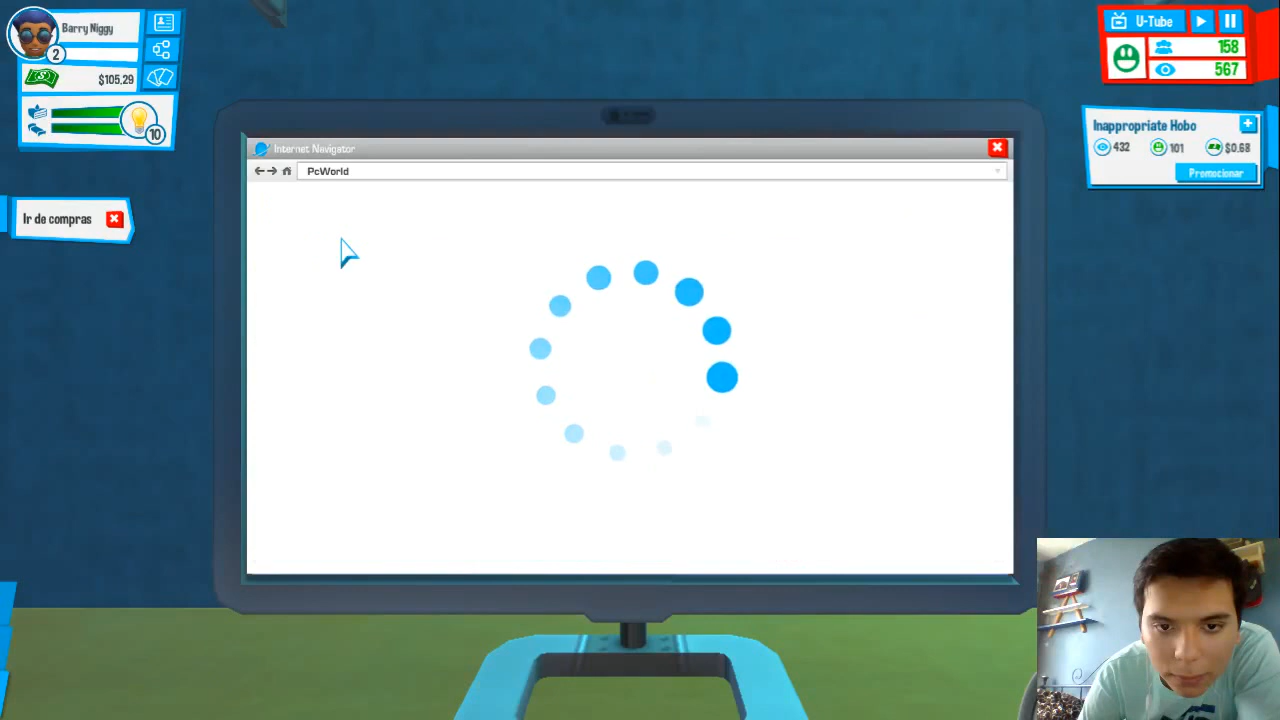 Barry Niggy
2
$105.29
10
Ir de compras
Internet Navigator
PcWorld
U-Tube
158
567
Inappropriate Hobo
432
101
$0.68
Promocionar